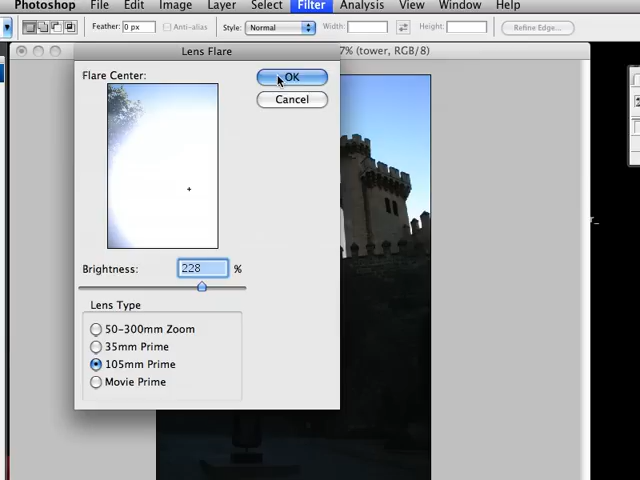 Photoshop File Edit Image Layer Select Filter Analysis View Window Help
Feather: 0 px Anti-alias Style: Normal Width: Height: Refine Edge...
Lens Flare
7% (tower, RGB/8)
Flare Center:
OK
Cancel
Brightness: 228 %
Lens Type
50-300mm Zoom
35mm Prime
105mm Prime
Movie Prime